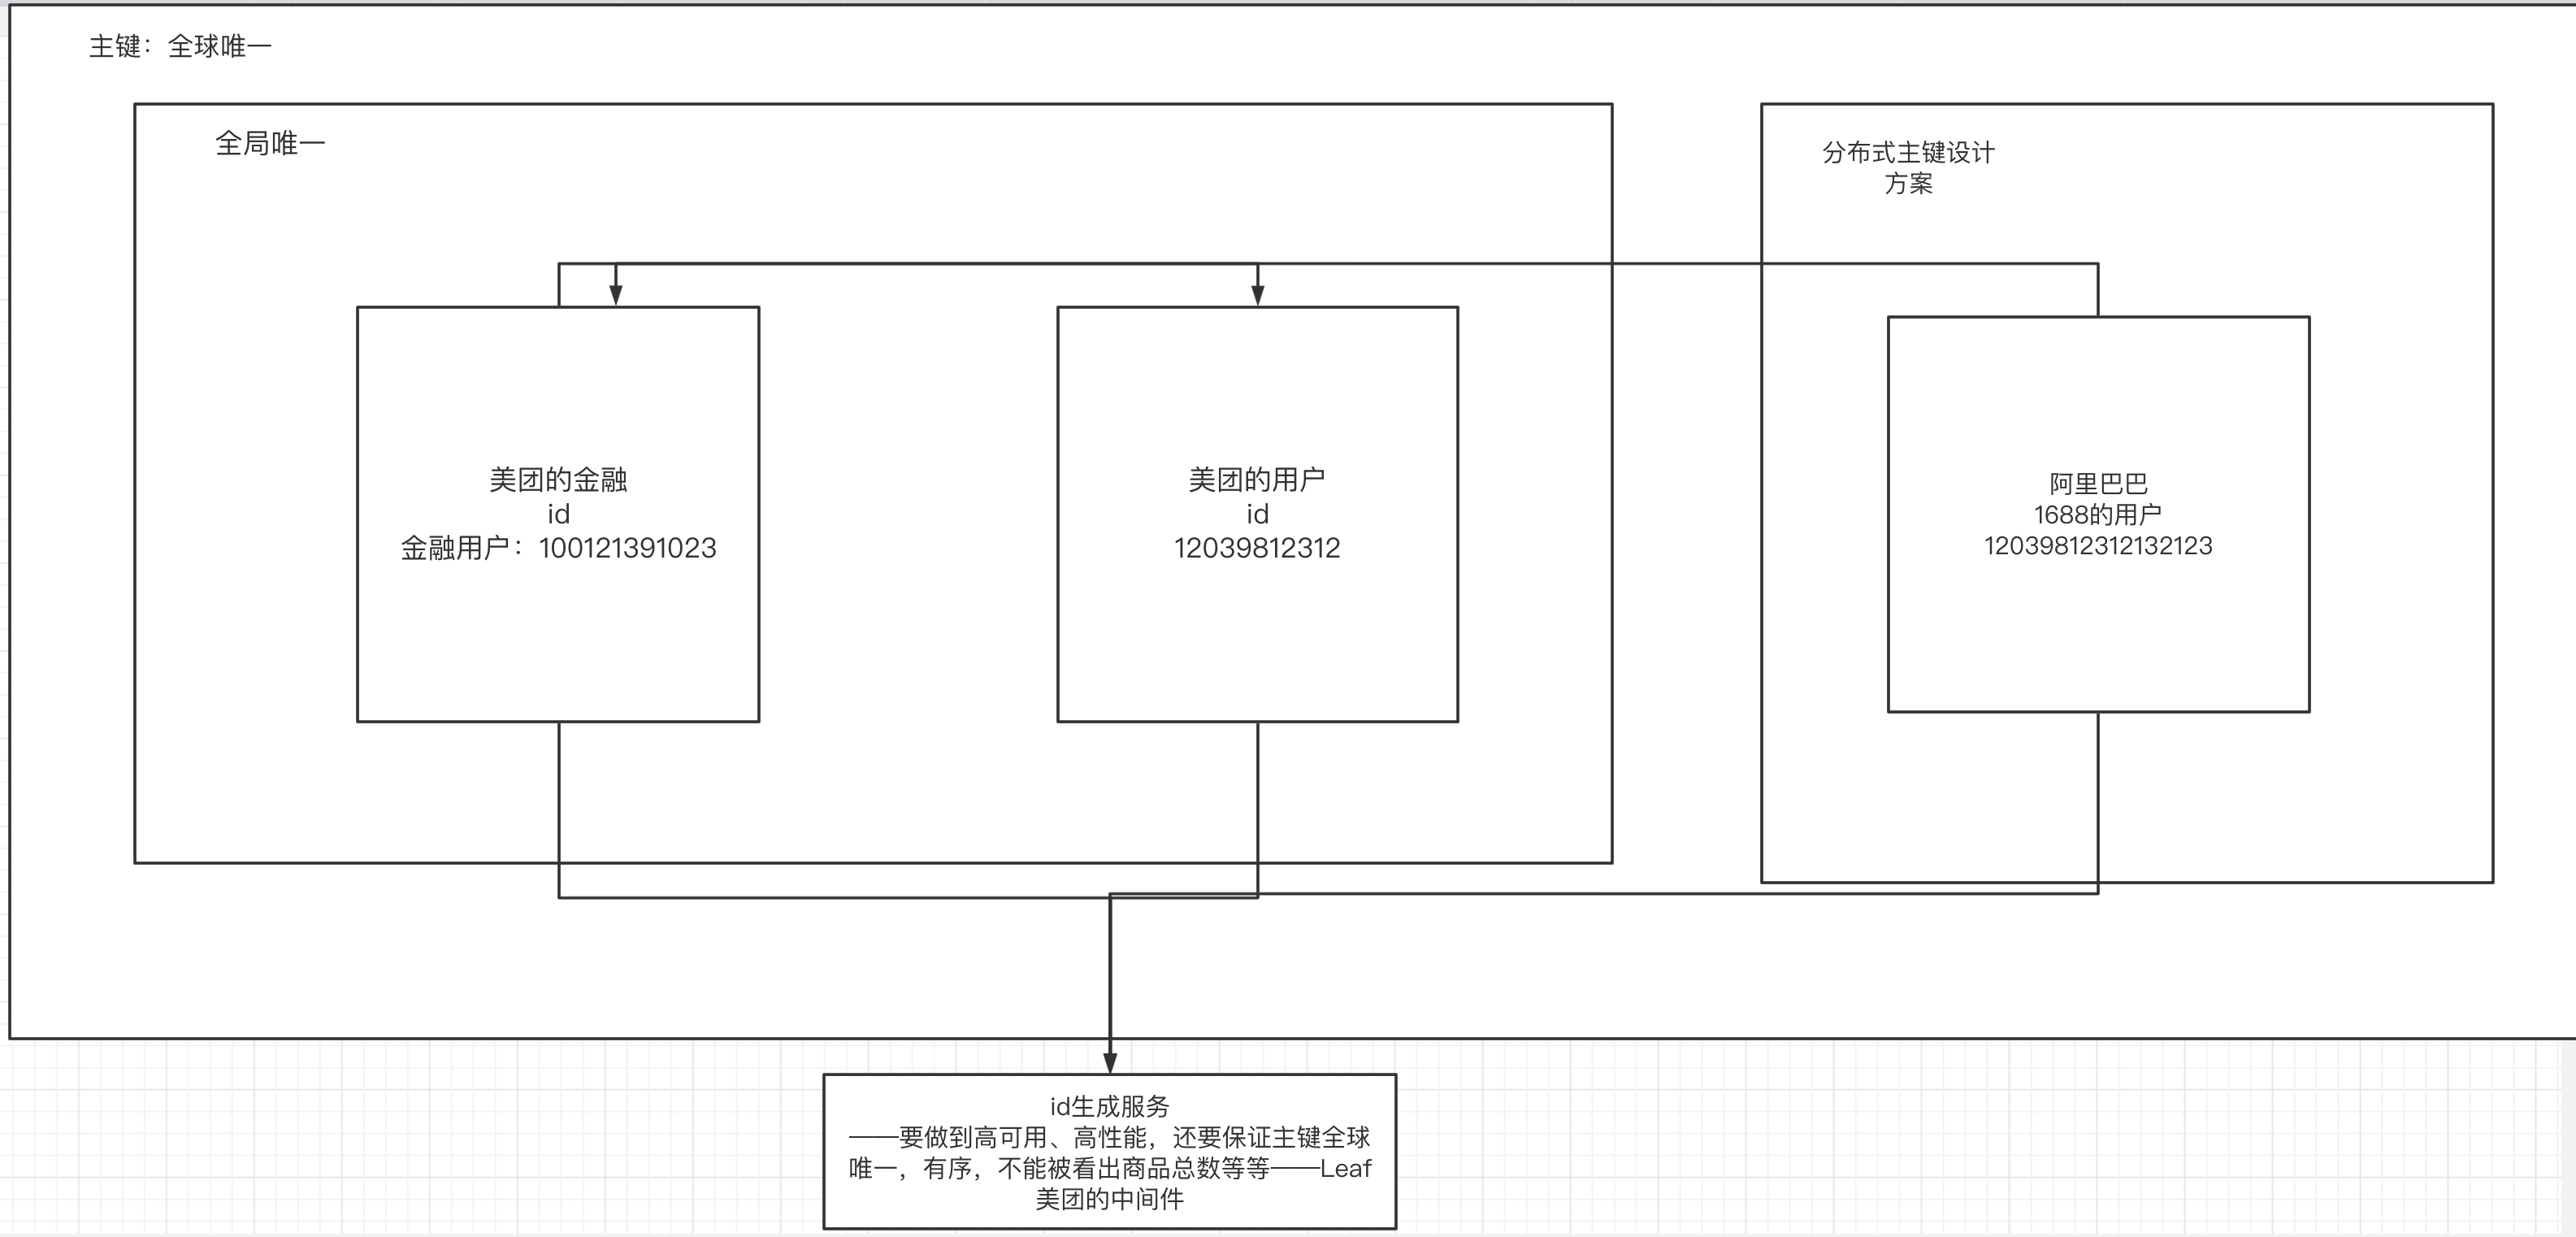 主键：全球唯一
全局唯一
分布式主键设计
方案
美团的金融
id
金融用户：100121391023
美团的用户
id
12039812312
阿里巴巴
1688的用户
12039812312132123
id生成服务
——要做到高可用、高性能，还要保证主键全球
唯一，有序，不能被看出商品总数等等——Leaf
美团的中间件